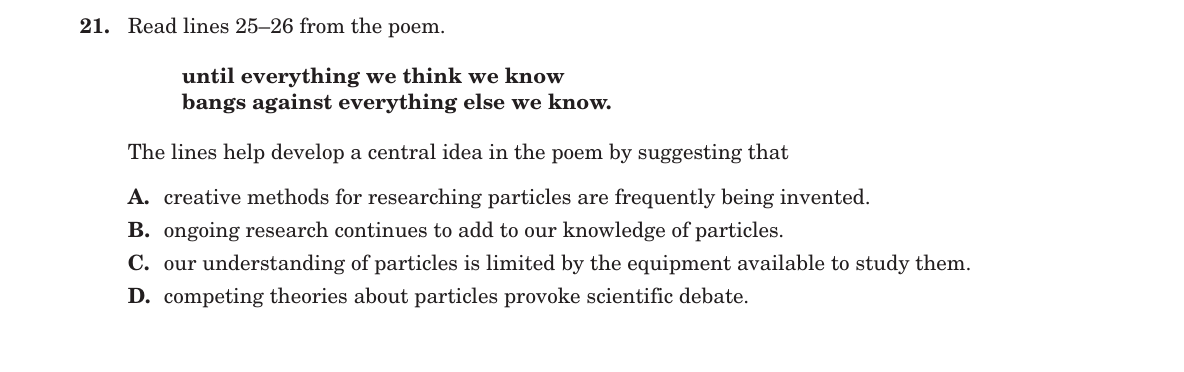 21. Read lines 25–26 from the poem.
until everything we think we know
bangs against everything else we know.
The lines help develop a central idea in the poem by suggesting that
A. creative methods for researching particles are frequently being invented.
B. ongoing research continues to add to our knowledge of particles.
C. our understanding of particles is limited by the equipment available to study them.
D. competing theories about particles provoke scientific debate.